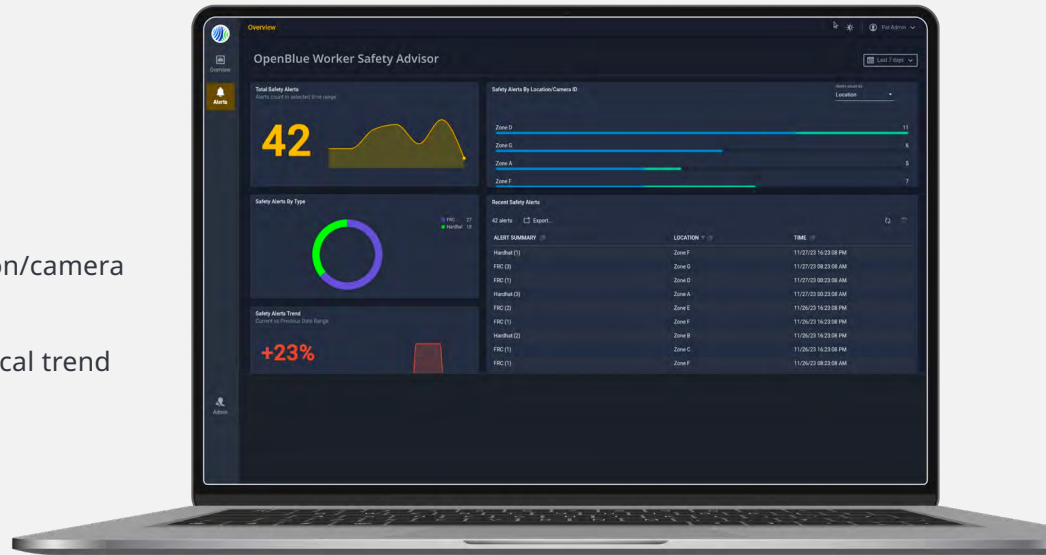 on/camera
cal trend
Overview
Pat Admin
Overview
Alerts
Admin
OpenBlue Worker Safety Advisor
Last 7 days
Total Safety Alerts
Alerts count in selected time range
42
Safety Alerts By Location/Camera ID
Location
Zone D 11
Zone G 6
Zone A 5
Zone F 7
Safety Alerts By Type
FRC 27
Hardhat
Safety Alerts Trend
Current vs Previous Date Range
+23%
Recent Safety Alerts
42 alerts Export...
ALERT SUMMARY LOCATION TIME
Hardhat (1) Zone F 11/27/23 16:23:08 PM
FRC (3) Zone G 11/27/23 08:23:08 AM
FRC (1) Zone D 11/27/23 00:23:08 AM
Hardhat (3) Zone A 11/27/23 00:23:08 AM
FRC (2) Zone E 11/26/23 16:23:08 PM
FRC (1) Zone F 11/26/23 16:23:08 PM
Hardhat (2) Zone B 11/26/23 16:23:08 PM
FRC (1) Zone C 11/26/23 16:23:08 PM
FRC (1) Zone F 11/26/23 08:23:08 AM